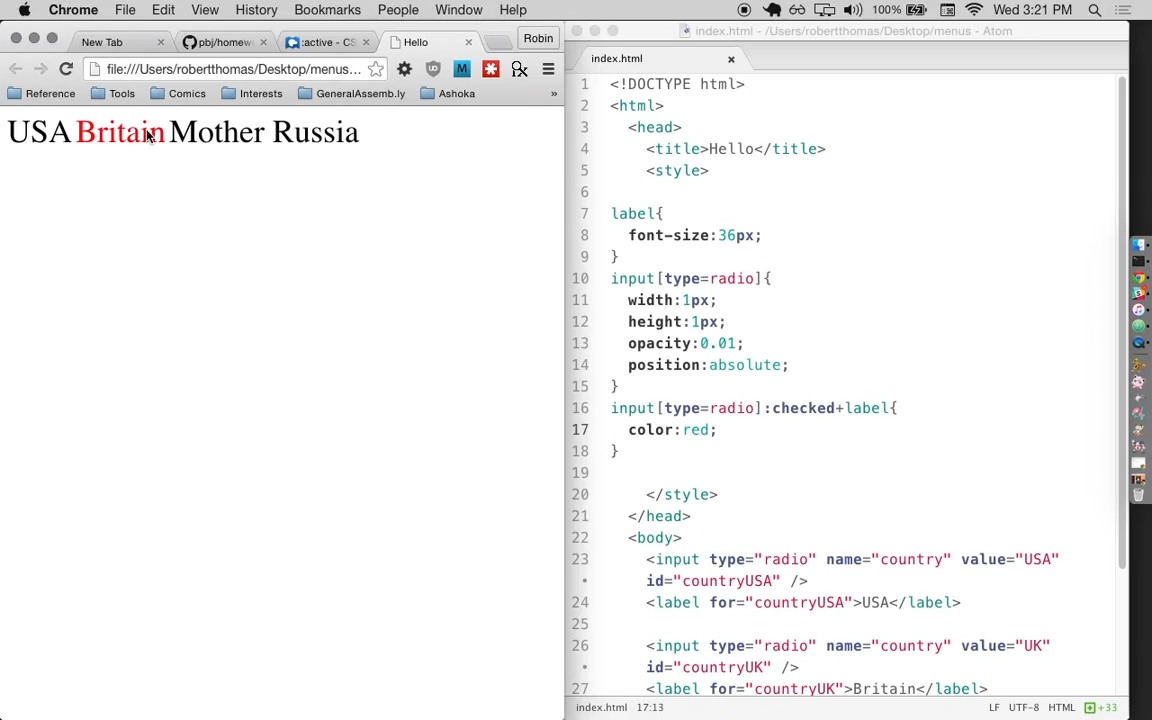 Chrome File Edit View History Bookmarks People Window Help 100% Wed 3:21 PM
New Tab pbj/homew :active - CS Hello Robin
file:///Users/robertthomas/Desktop/menus...
Reference Tools Comics Interests GeneralAssemb.ly Ashoka »
USA Britain Mother Russia
index.html - /Users/robertthomas/Desktop/menus - Atom
index.html
1 <!DOCTYPE html>
2 <html>
3 <head>
4 <title>Hello</title>
5 <style>
6
7 label{
8 font-size:36px;
9 }
10 input[type=radio]{
11 width:1px;
12 height:1px;
13 opacity:0.01;
14 position:absolute;
15 }
16 input[type=radio]:checked+label{
17 color:red;
18 }
19
20 </style>
21 </head>
22 <body>
23 <input type="radio" name="country" value="USA"
• id="countryUSA" />
24 <label for="countryUSA">USA</label>
25
26 <input type="radio" name="country" value="UK"
• id="countryUK" />
27 <label for="countryUK">Britain</label>
index.html 17:13 LF UTF-8 HTML +33